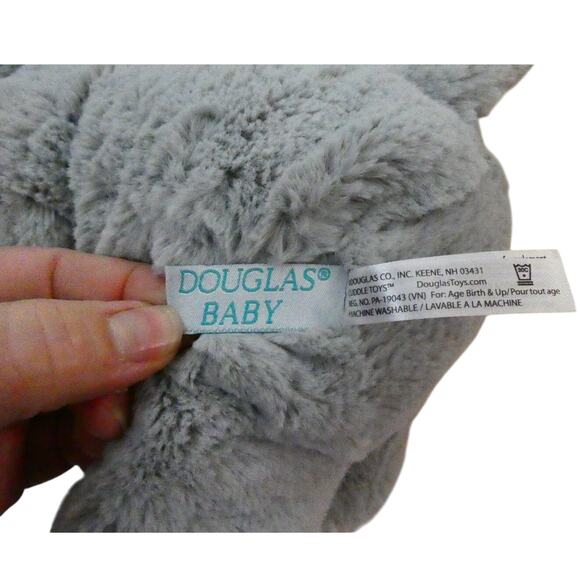 DOUGLAS®
BABY
DOUGLAS CO., INC. KEENE, NH 03431
CUDDLE TOYS™ DouglasToys.com
REG. NO. PA-19043 (VN) For: Age Birth & Up/Pour tout age
MACHINE WASHABLE / LAVABLE A LA MACHINE
30C